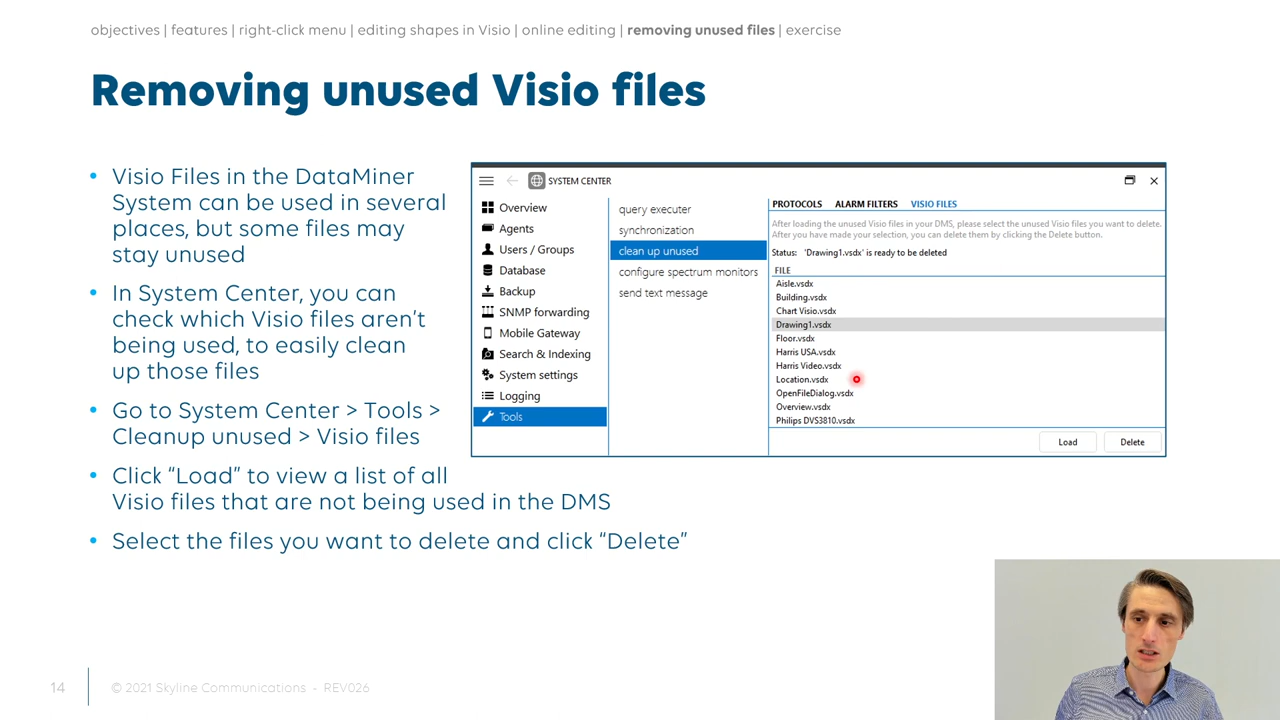 objectives | features | right-click menu | editing shapes in Visio | online editing | removing unused files | exercise
Removing unused Visio files
• Visio Files in the DataMiner
System can be used in several
places, but some files may
stay unused
• In System Center, you can
check which Visio files aren't
being used, to easily clean
up those files
• Go to System Center > Tools >
Cleanup unused > Visio files
• Click “Load” to view a list of all
Visio files that are not being used in the DMS
• Select the files you want to delete and click “Delete”
SYSTEM CENTER
Overview
Agents
Users / Groups
Database
Backup
SNMP forwarding
Mobile Gateway
Search & Indexing
System settings
Logging
Tools
query executer
synchronization
clean up unused
configure spectrum monitors
send text message
PROTOCOLS ALARM FILTERS VISIO FILES
After loading the unused Visio files in your DMS, please select the unused Visio files you want to delete.
After you have made your selection, you can delete them by clicking the Delete button.
Status: 'Drawing1.vsdx' is ready to be deleted
FILE
Aisle.vsdx
Building.vsdx
Chart Visio.vsdx
Drawing1.vsdx
Floor.vsdx
Harris USA.vsdx
Harris Video.vsdx
Location.vsdx
OpenFileDialog.vsdx
Overview.vsdx
Philips DVS3810.vsdx
Load Delete
14 © 2021 Skyline Communications - REV026